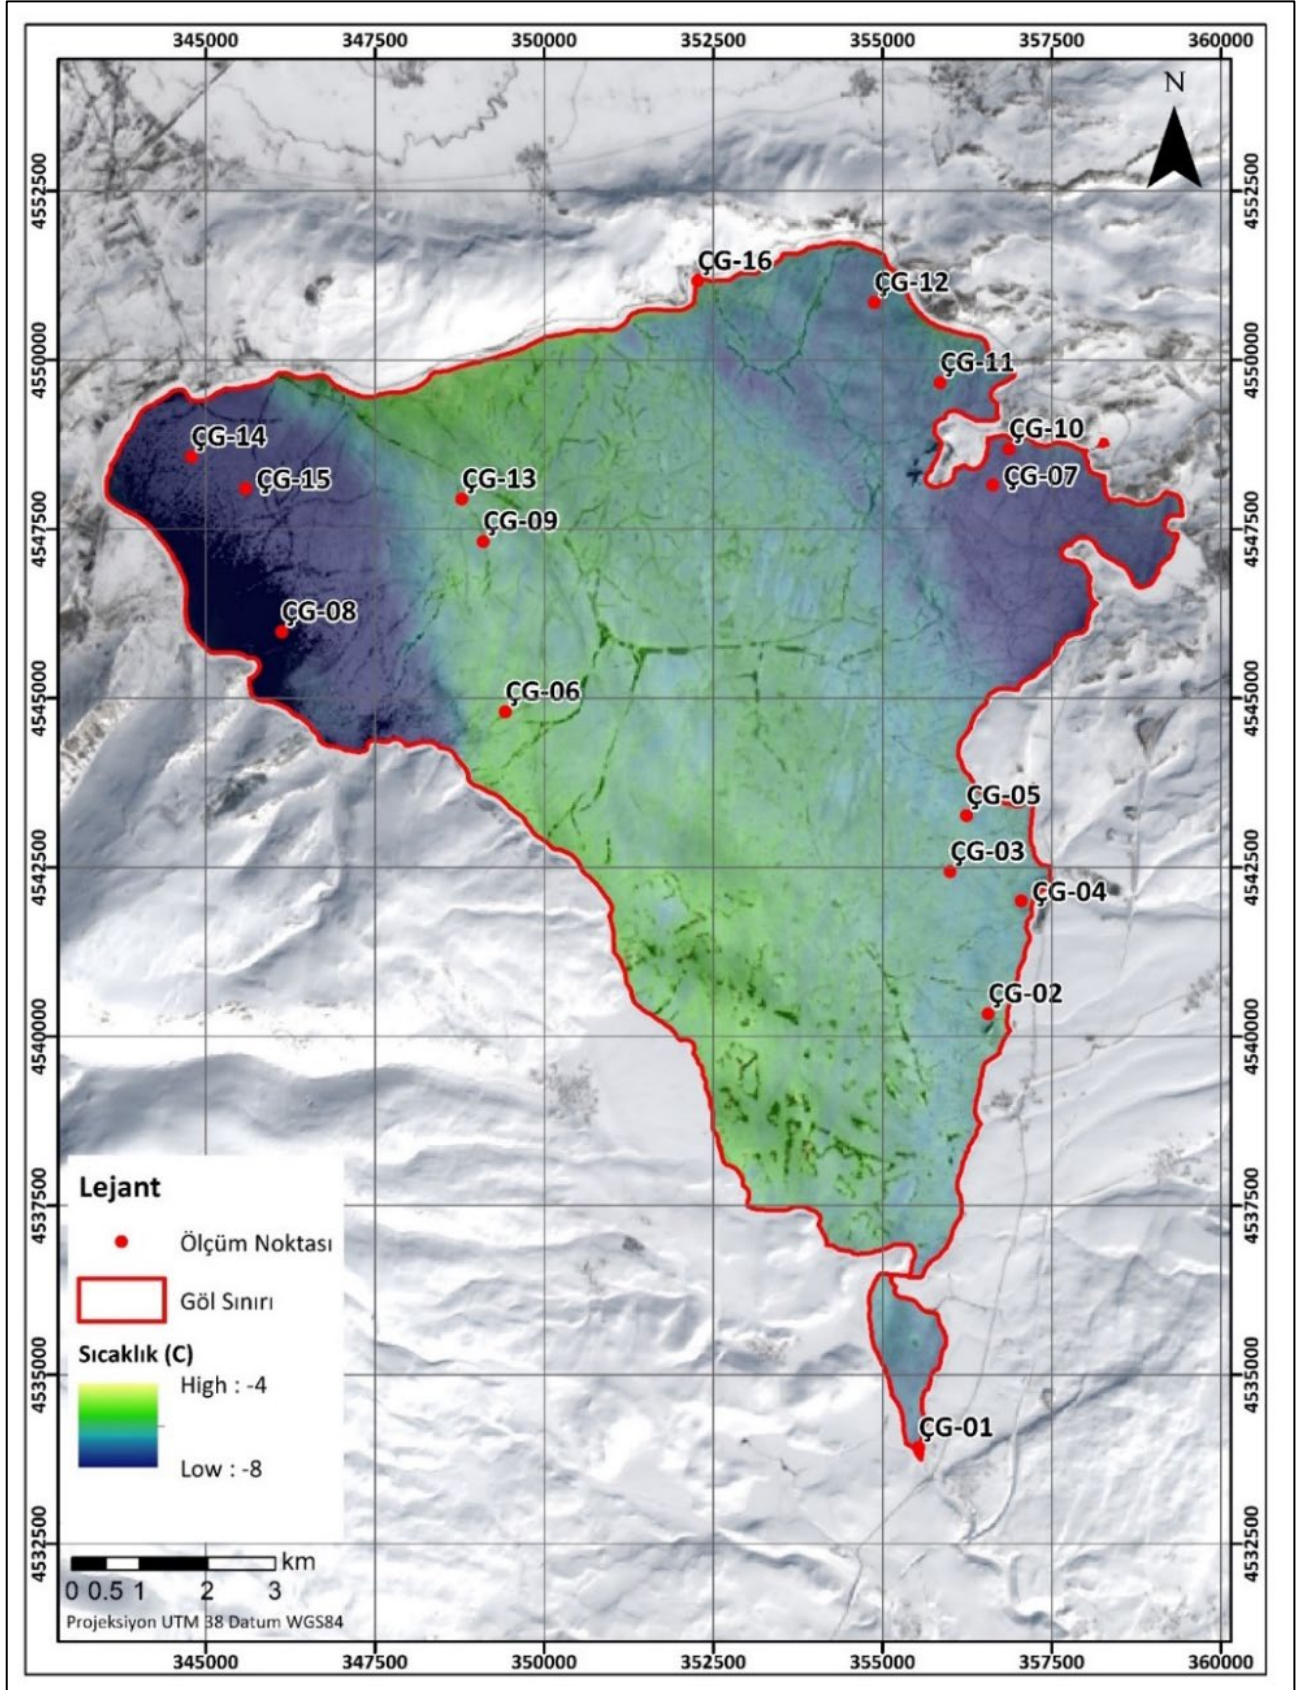 345000 347500 350000 352500 355000 357500 360000
N
4552500 4552500
ÇG-16
ÇG-12
4550000 4550000
ÇG-11
ÇG-14
ÇG-10
ÇG-15
ÇG-13
ÇG-07
4547500 4547500
ÇG-09
ÇG-08
4545000 4545000
ÇG-06
ÇG-05
ÇG-03
4542500 4542500
ÇG-04
ÇG-02
4540000 4540000
4537500 4537500
Lejant
Ölçüm Noktası
Göl Sınırı
Sıcaklık (C)
High : -4
Low : -8
4535000 4535000
ÇG-01
4532500 4532500
km
0 0.5 1 2 3
Projeksiyon UTM 38 Datum WGS84
345000 347500 350000 352500 355000 357500 360000